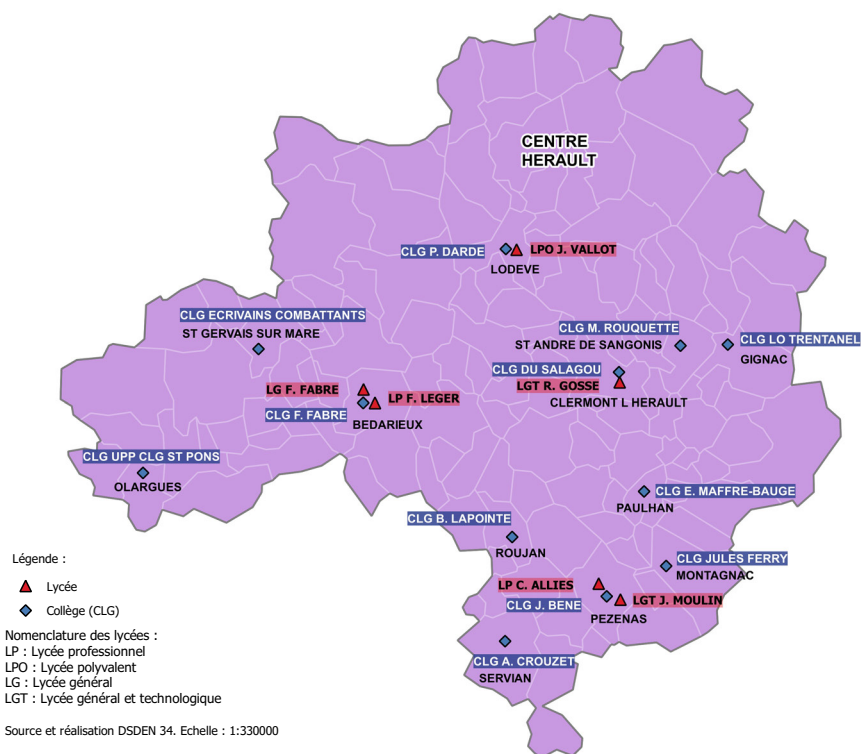 CENTRE
HERAULT
CLG P. DARDE
LPO J. VALLOT
LODEVE
CLG ECRIVAINS COMBATTANTS
ST GERVAIS SUR MARE
CLG M. ROUQUETTE
ST ANDRE DE SANGONIS
CLG LO TRENTANEL
GIGNAC
CLG DU SALAGOU
LGT R. GOSSE
CLERMONT L HERAULT
LG F. FABRE
LP F. LEGER
CLG F. FABRE
BEDARIEUX
CLG UPP CLG ST PONS
OLARGUES
CLG E. MAFFRE-BAUGE
PAULHAN
CLG B. LAPOINTE
ROUJAN
CLG JULES FERRY
MONTAGNAC
LP C. ALLIES
CLG J. BENE
LGT J. MOULIN
PEZENAS
CLG A. CROUZET
SERVIAN
Légende :
Lycée
Collège (CLG)
Nomenclature des lycées :
LP : Lycée professionnel
LPO : Lycée polyvalent
LG : Lycée général
LGT : Lycée général et technologique
Source et réalisation DSDEN 34. Echelle : 1:330000